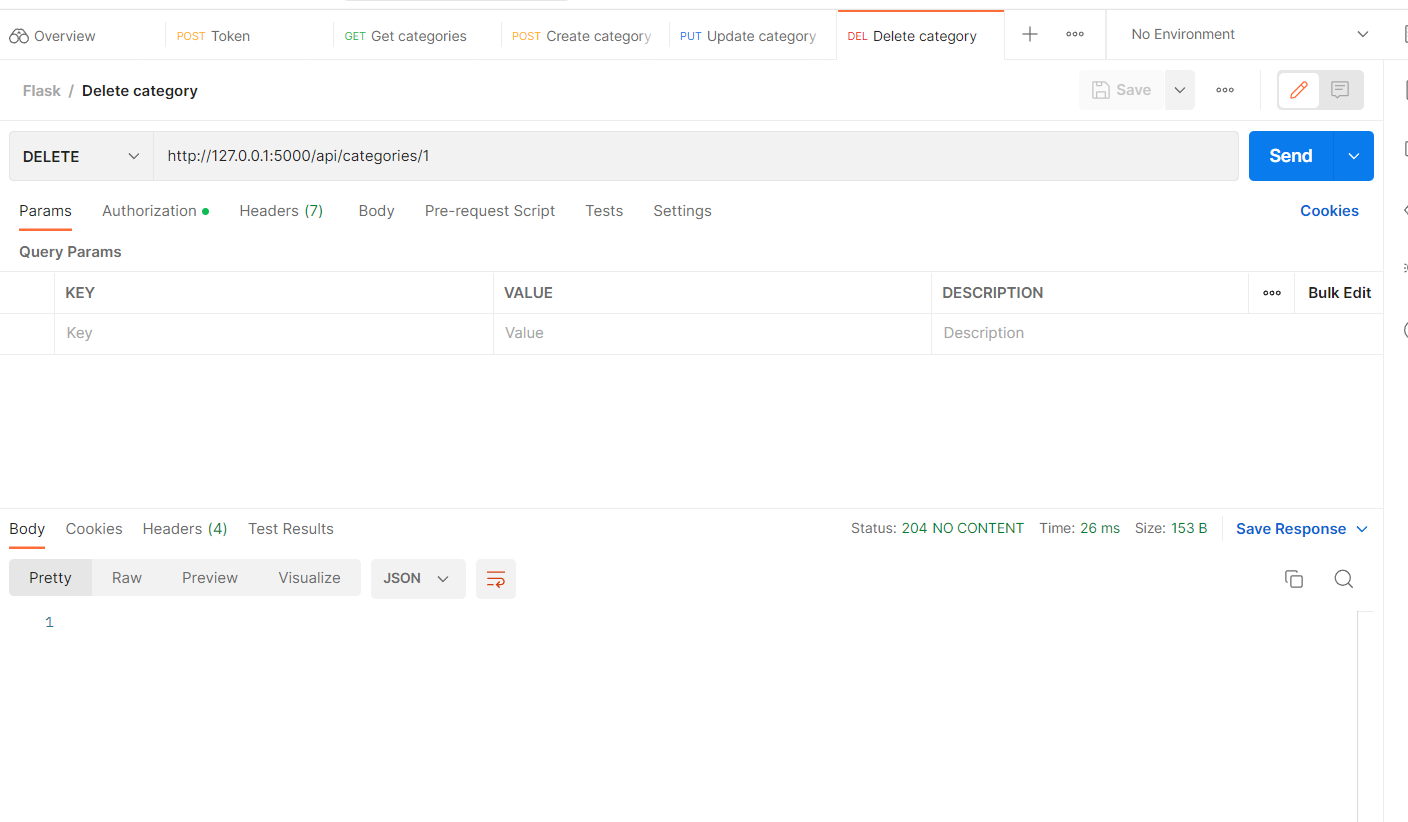 Overview POST Token GET Get categories POST Create category PUT Update category DEL Delete category No Environment
Flask / Delete category Save
DELETE http://127.0.0.1:5000/api/categories/1 Send
Params Authorization Headers (7) Body Pre-request Script Tests Settings Cookies
Query Params
KEY VALUE DESCRIPTION Bulk Edit
Key Value Description
Body Cookies Headers (4) Test Results Status: 204 NO CONTENT Time: 26 ms Size: 153 B Save Response
Pretty Raw Preview Visualize JSON
1